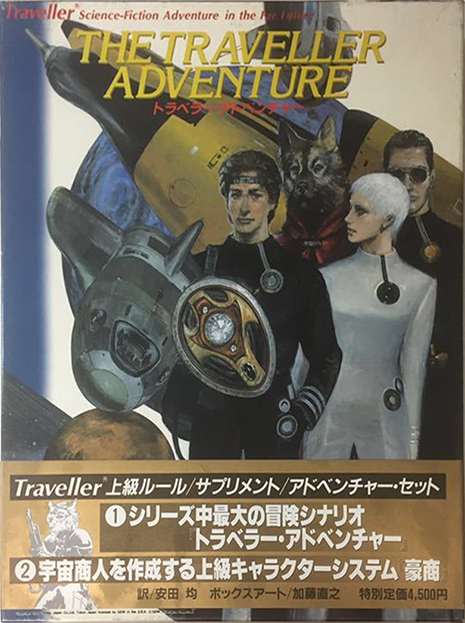 Traveller® Science-Fiction Adventure in the Far Future
THE TRAVELLER
ADVENTURE
トラベラー・アドベンチャー
Traveller® 上級ルール/サプリメント/アドベンチャー・セット
❶シリーズ中最大の冒険シナリオ
『トラベラー・アドベンチャー』
❷宇宙商人を作成する上級キャラクターシステム『豪商』
訳/安田 均 ボックスアート/加藤直之 特別定価4,500円